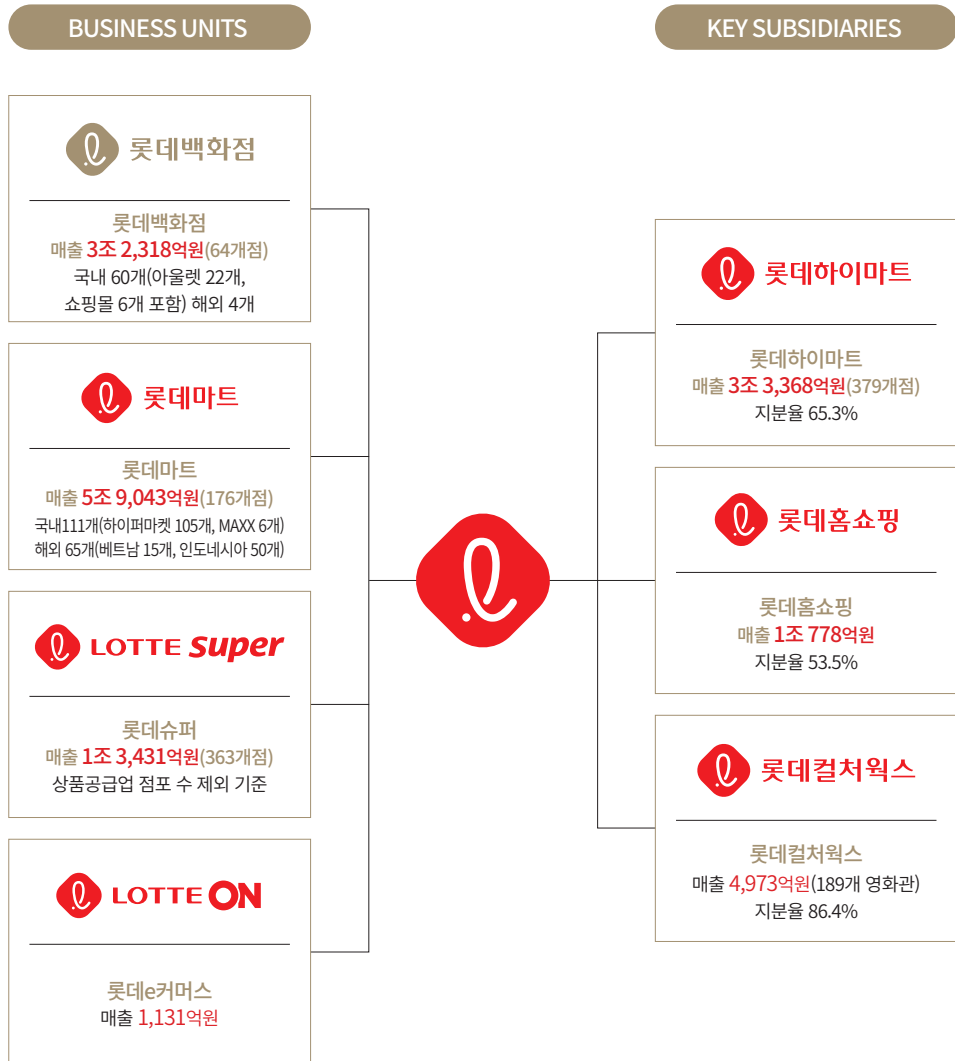 BUSINESS UNITS
롯데백화점
롯데백화점
매출 3조 2,318억원(64개점)
국내 60개(아울렛 22개,
쇼핑몰 6개 포함) 해외 4개
롯데마트
롯데마트
매출 5조 9,043억원(176개점)
국내111개(하이퍼마켓 105개, MAXX 6개)
해외 65개(베트남 15개, 인도네시아 50개)
LOTTE super
롯데슈퍼
매출 1조 3,431억원(363개점)
상품공급업 점포 수 제외 기준
LOTTE ON
롯데e커머스
매출 1,131억원
KEY SUBSIDIARIES
롯데하이마트
롯데하이마트
매출 3조 3,368억원(379개점)
지분율 65.3%
롯데홈쇼핑
롯데홈쇼핑
매출 1조 778억원
지분율 53.5%
롯데컬처웍스
롯데컬처웍스
매출 4,973억원(189개 영화관)
지분율 86.4%